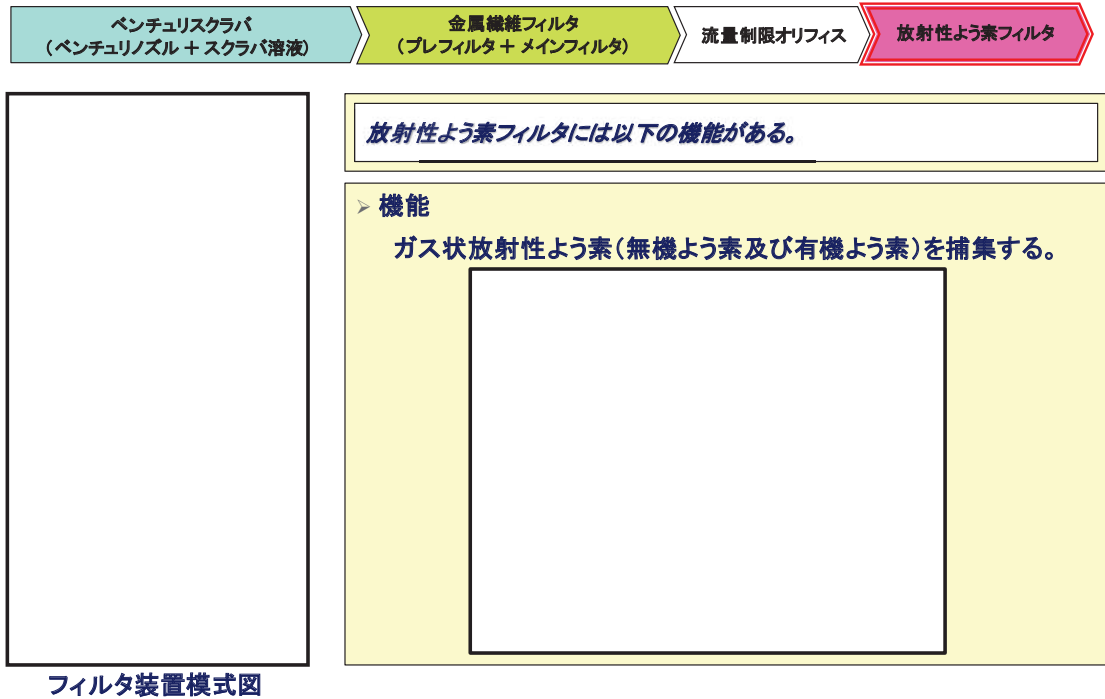 ベンチュリスクラバ
(ベンチュリノズル + スクラバ溶液)
金属繊維フィルタ
(プレフィルタ + メインフィルタ)
流量制限オリフィス
放射性よう素フィルタ
放射性よう素フィルタには以下の機能がある。
➢ 機能
ガス状放射性よう素(無機よう素及び有機よう素)を捕集する。
フィルタ装置模式図